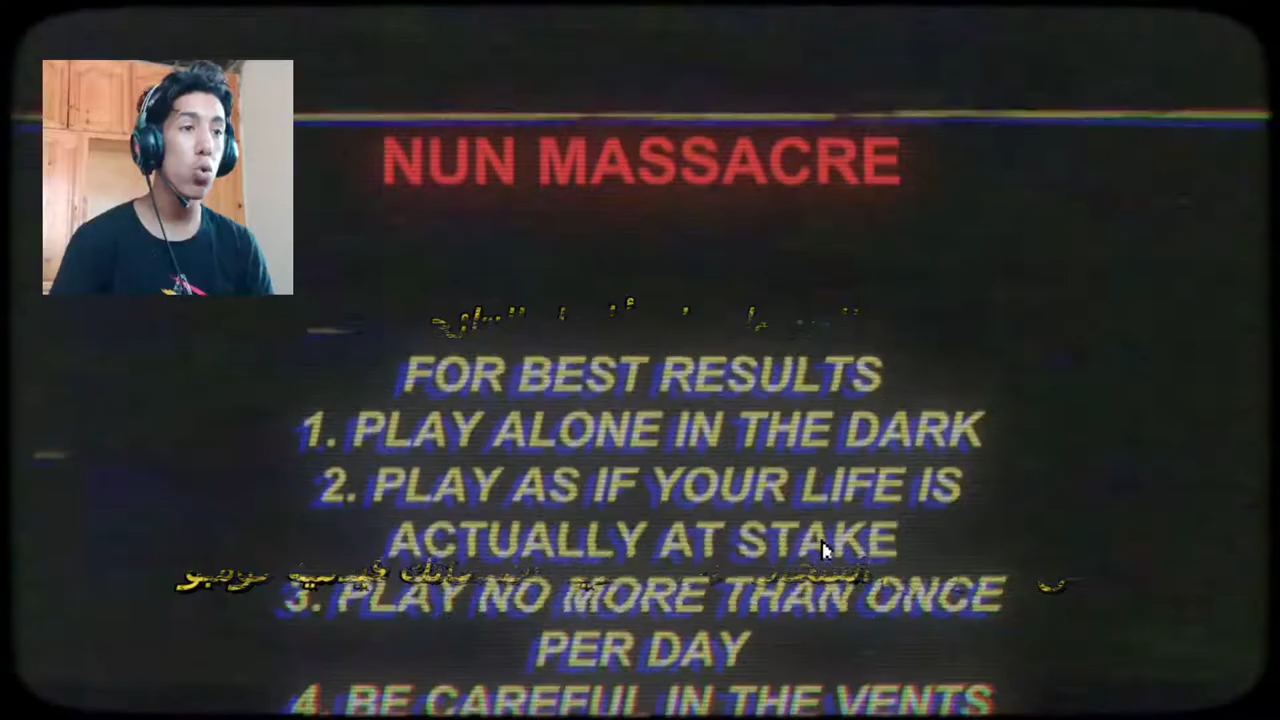 NUN MASSACRE
FOR BEST RESULTS
1. PLAY ALONE IN THE DARK
2. PLAY AS IF YOUR LIFE IS
ACTUALLY AT STAKE
3. PLAY NO MORE THAN ONCE
PER DAY
4. BE CAREFUL IN THE VENTS